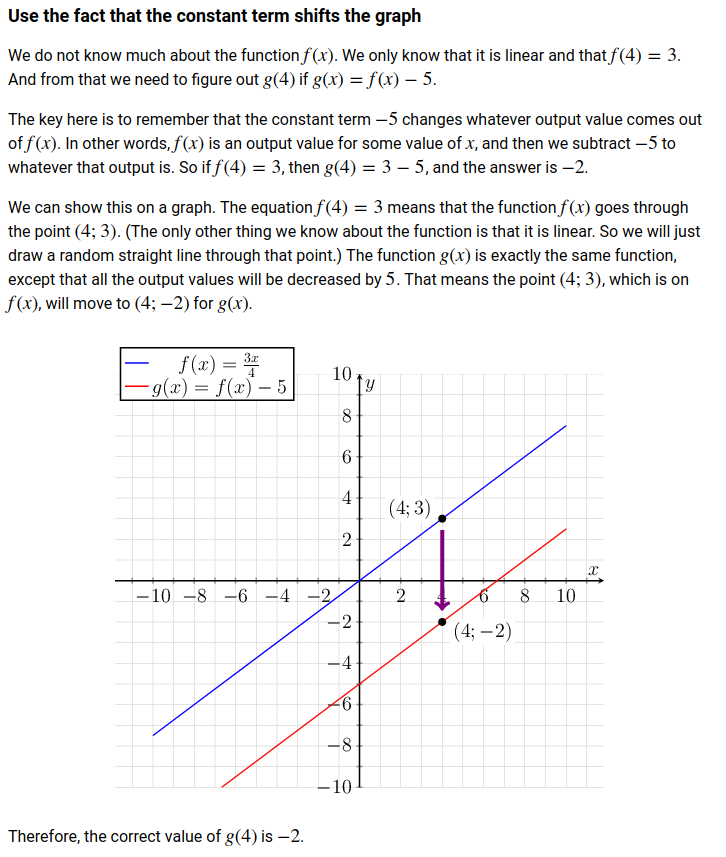 Use the fact that the constant term shifts the graph
We do not know much about the function f(x). We only know that it is linear and that f(4) = 3.
And from that we need to figure out g(4) if g(x) = f(x) − 5.
The key here is to remember that the constant term −5 changes whatever output value comes out
of f(x). In other words, f(x) is an output value for some value of x, and then we subtract −5 to
whatever that output is. So if f(4) = 3, then g(4) = 3 − 5, and the answer is −2.
We can show this on a graph. The equation f(4) = 3 means that the function f(x) goes through
the point (4; 3). (The only other thing we know about the function is that it is linear. So we will just
draw a random straight line through that point.) The function g(x) is exactly the same function,
except that all the output values will be decreased by 5. That means the point (4; 3), which is on
f(x), will move to (4; −2) for g(x).
f(x) = 3x/4
g(x) = f(x) − 5
10
y
8
6
4
(4; 3)
2
x
−10 −8 −6 −4 −2 2 4 6 8 10
−2
(4; −2)
−4
−6
−8
−10
Therefore, the correct value of g(4) is −2.